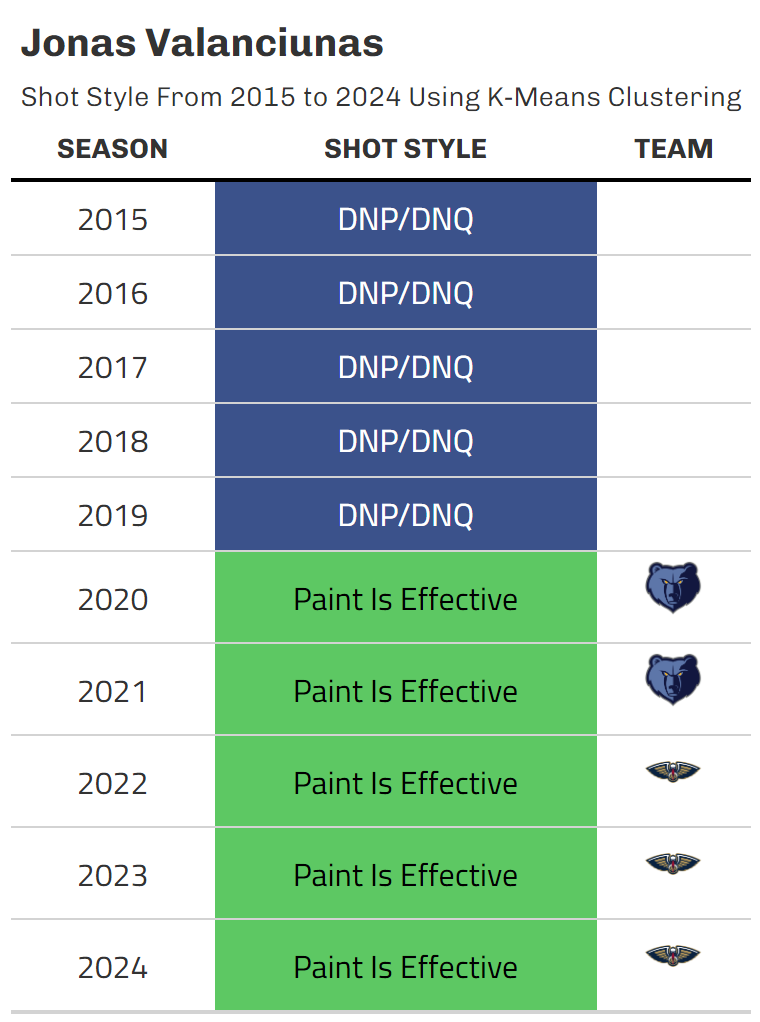 Jonas Valanciunas
Shot Style From 2015 to 2024 Using K-Means Clustering
SEASON SHOT STYLE TEAM
2015 DNP/DNQ
2016 DNP/DNQ
2017 DNP/DNQ
2018 DNP/DNQ
2019 DNP/DNQ
2020 Paint Is Effective
2021 Paint Is Effective
2022 Paint Is Effective
2023 Paint Is Effective
2024 Paint Is Effective